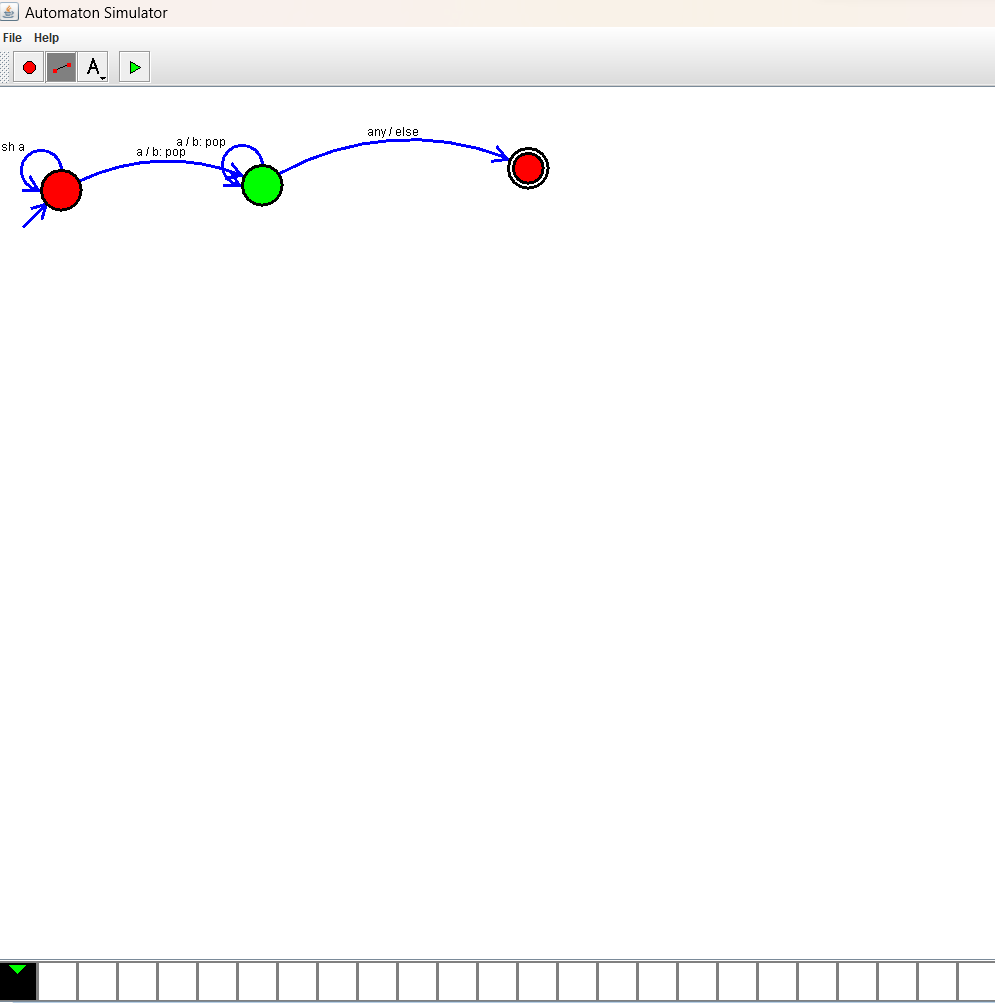 Automaton Simulator
File Help
A
any / else
a / b: pop
sh a
a / b: pop